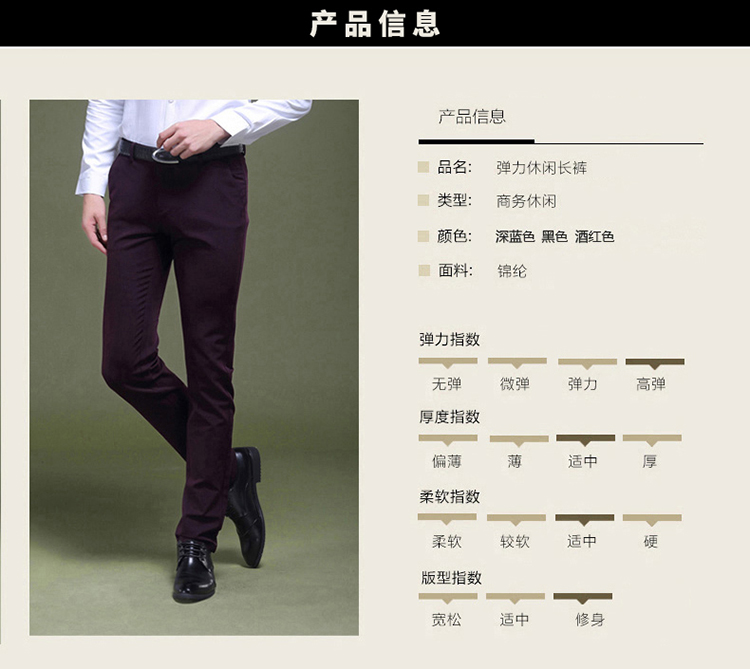 产品信息
产品信息
品名: 弹力休闲长裤
类型: 商务休闲
颜色: 深蓝色 黑色 酒红色
面料: 锦纶
弹力指数
无弹 微弹 弹力 高弹
厚度指数
偏薄 薄 适中 厚
柔软指数
柔软 较软 适中 硬
版型指数
宽松 适中 修身